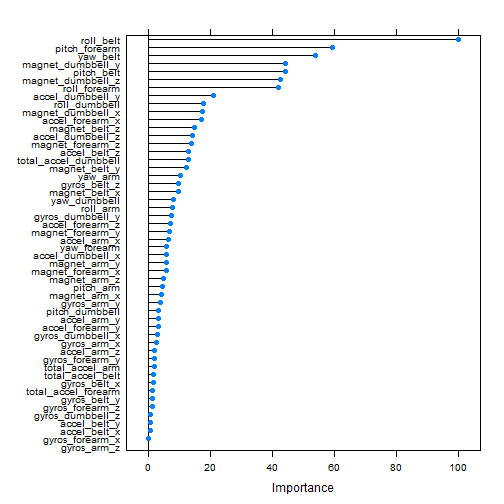 roll_belt
pitch_forearm
yaw_belt
magnet_dumbbell_y
pitch_belt
magnet_dumbbell_z
roll_forearm
accel_dumbbell_y
roll_dumbbell
magnet_dumbbell_x
accel_forearm_x
magnet_belt_z
accel_dumbbell_z
magnet_forearm_z
accel_belt_z
total_accel_dumbbell
magnet_belt_y
yaw_arm
gyros_belt_z
magnet_belt_x
yaw_dumbbell
roll_arm
gyros_dumbbell_y
accel_forearm_z
magnet_forearm_y
accel_arm_x
yaw_forearm
accel_dumbbell_x
magnet_arm_y
magnet_forearm_x
magnet_arm_z
pitch_arm
magnet_arm_x
gyros_arm_y
pitch_dumbbell
accel_arm_y
accel_forearm_y
gyros_dumbbell_x
gyros_arm_x
accel_arm_z
gyros_forearm_y
total_accel_arm
total_accel_belt
gyros_belt_x
total_accel_forearm
gyros_belt_y
gyros_forearm_z
gyros_dumbbell_z
accel_belt_y
accel_belt_x
gyros_forearm_x
gyros_arm_z
0 20 40 60 80 100
Importance